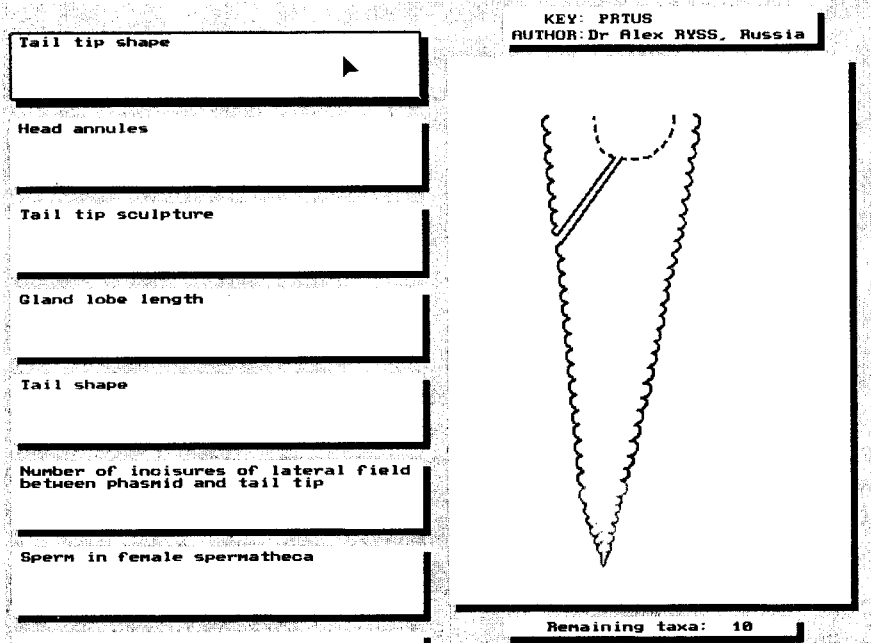 Tail tip shape
Head annules
Tail tip sculpture
Gland lobe length
Tail shape
Number of incisures of lateral field
between phasmid and tail tip
Sperm in female spermatheca
KEY: PRTUS
AUTHOR:Dr Alex RYSS, Russia
Remaining taxa: 10